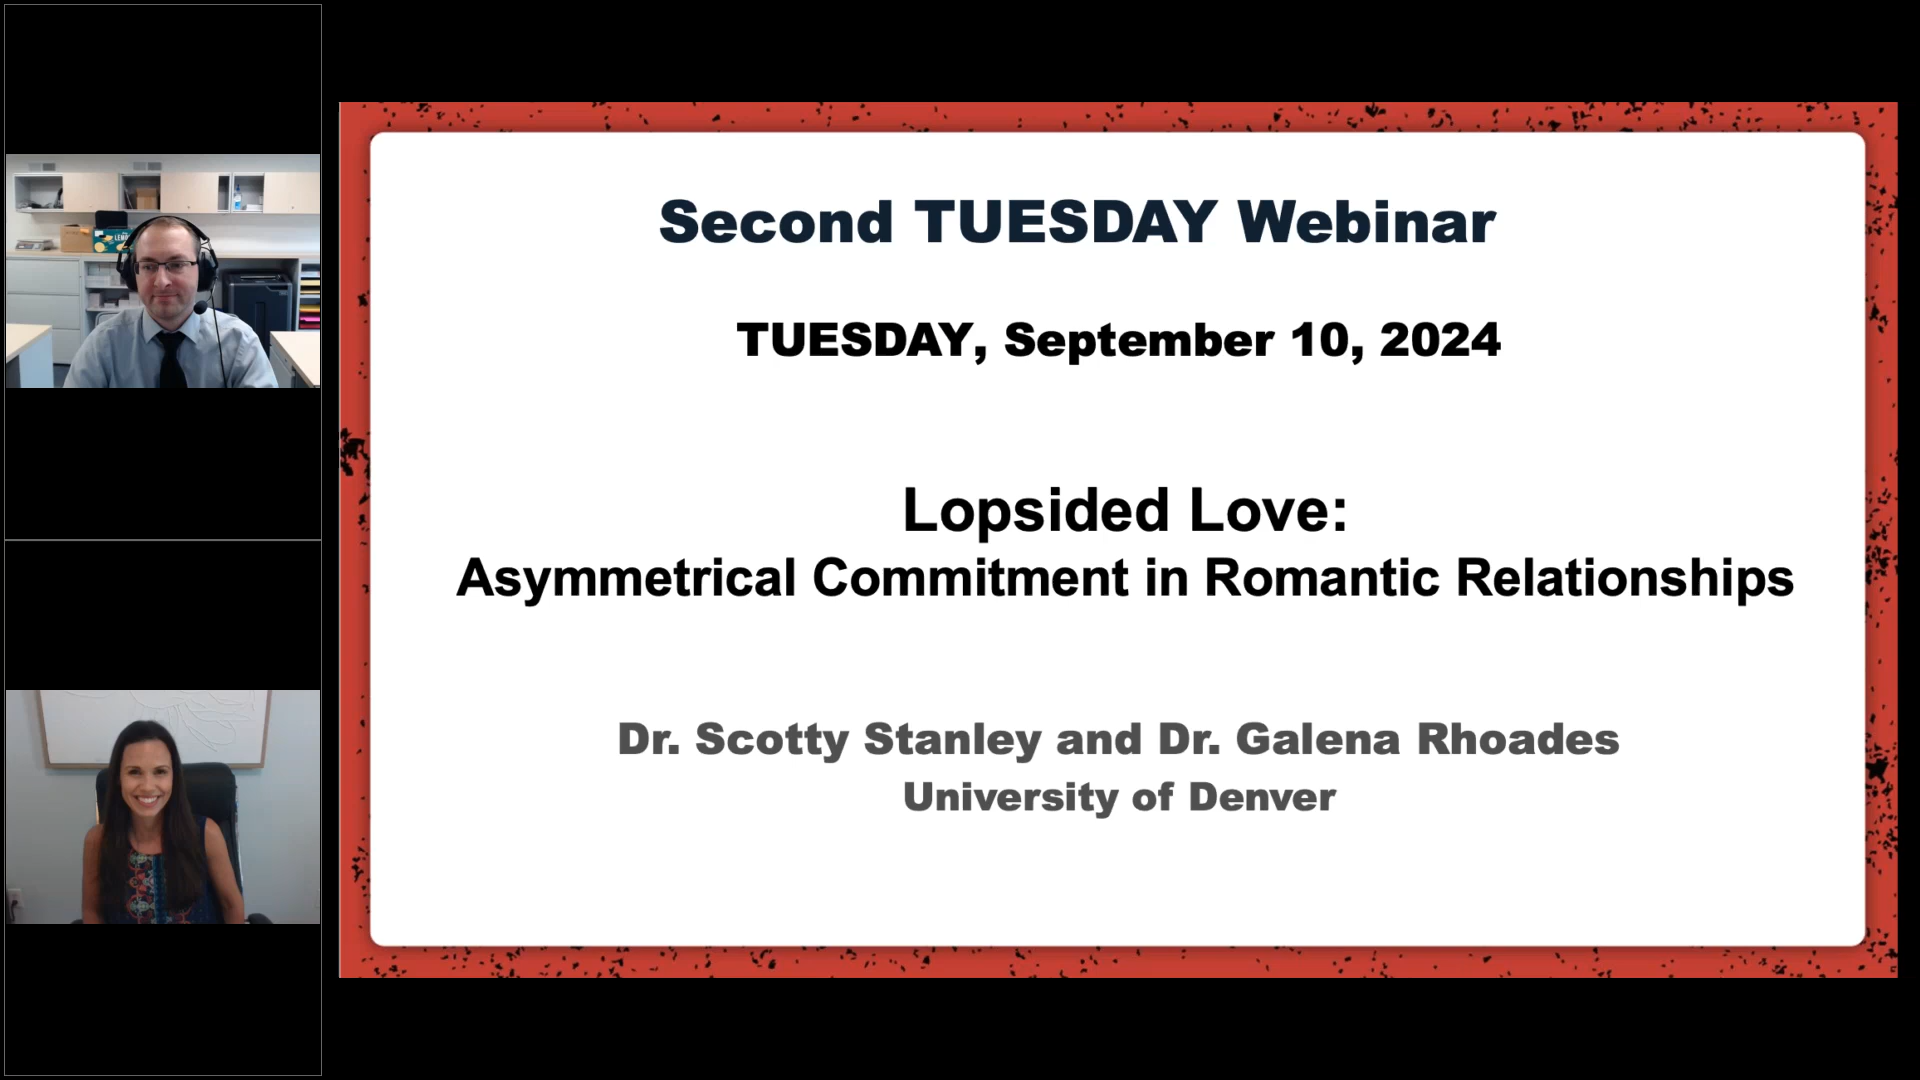 Second TUESDAY Webinar
TUESDAY, September 10, 2024
Lopsided Love:
Asymmetrical Commitment in Romantic Relationships
Dr. Scotty Stanley and Dr. Galena Rhoades
University of Denver